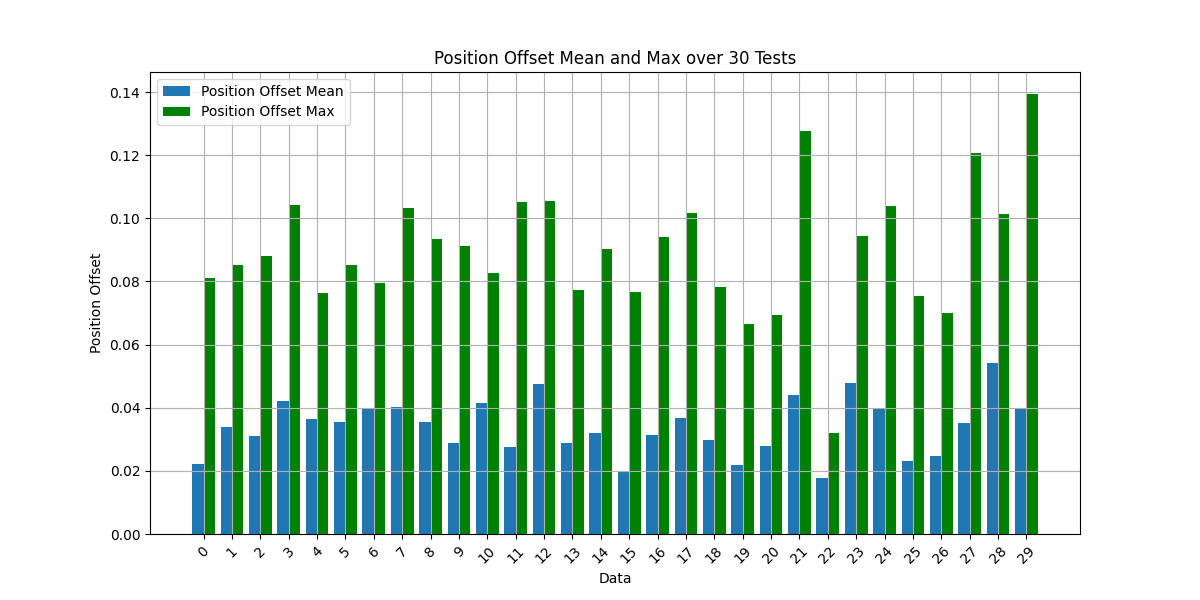 Position Offset Mean and Max over 30 Tests
Position Offset Mean
Position Offset Max
Position Offset
0.14
0.12
0.10
0.08
0.06
0.04
0.02
0.00
0 1 2 3 4 5 6 7 8 9 10 11 12 13 14 15 16 17 18 19 20 21 22 23 24 25 26 27 28 29
Data